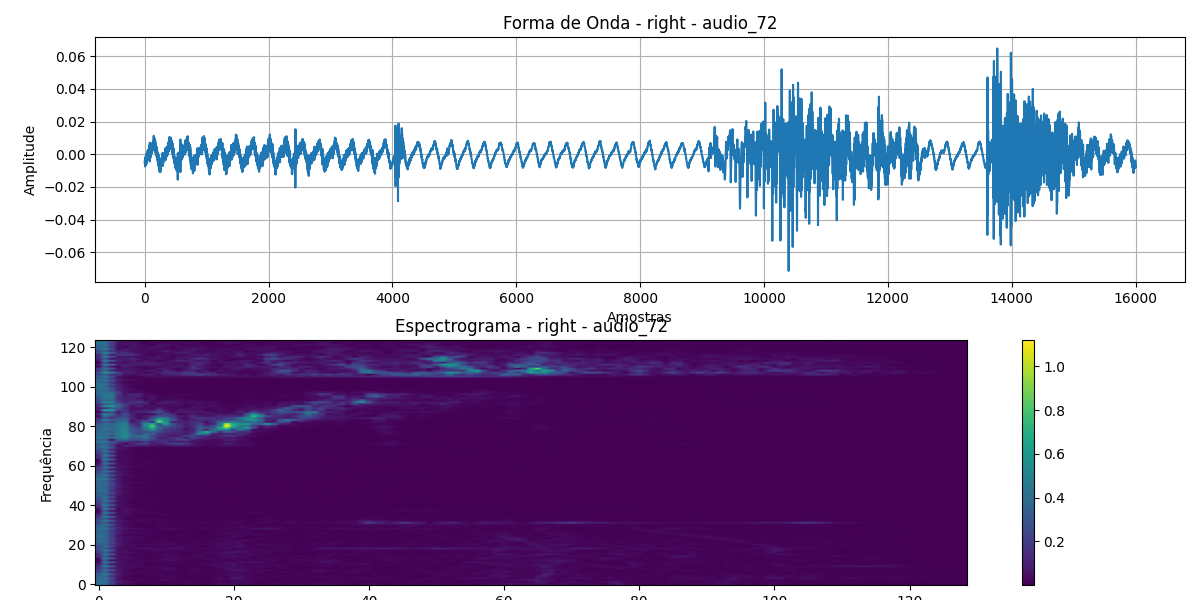 Forma de Onda - right - audio_72
0.06
0.04
0.02
0.00
−0.02
−0.04
−0.06
Amplitude
0 2000 4000 6000 8000 10000 12000 14000 16000
Amostras
Espectrograma - right - audio_72
120
100
80
60
40
20
0
Frequência
0 20 40 60 80 100 120
1.0
0.8
0.6
0.4
0.2